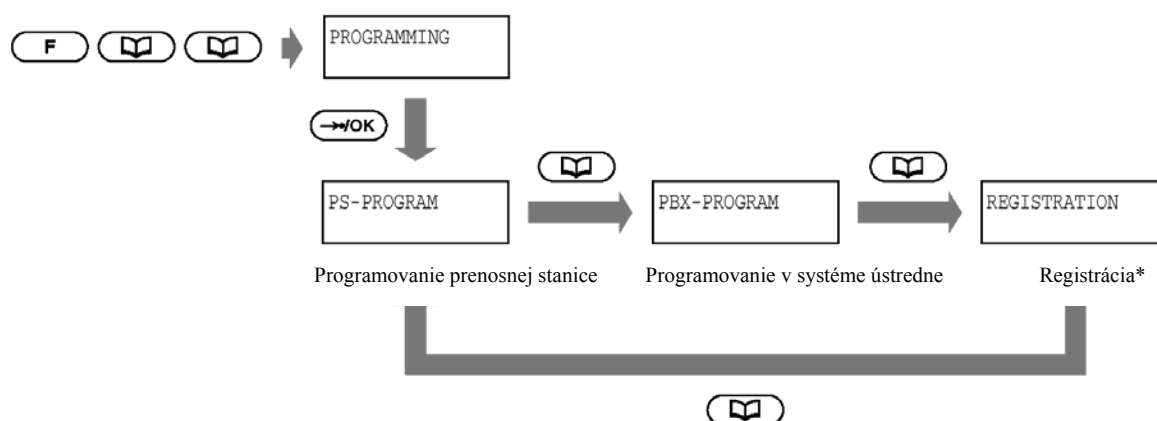 F
PROGRAMMING
→/OK
PS-PROGRAM
PBX-PROGRAM
REGISTRATION
Programovanie prenosnej stanice
Programovanie v systéme ústredne
Registrácia*